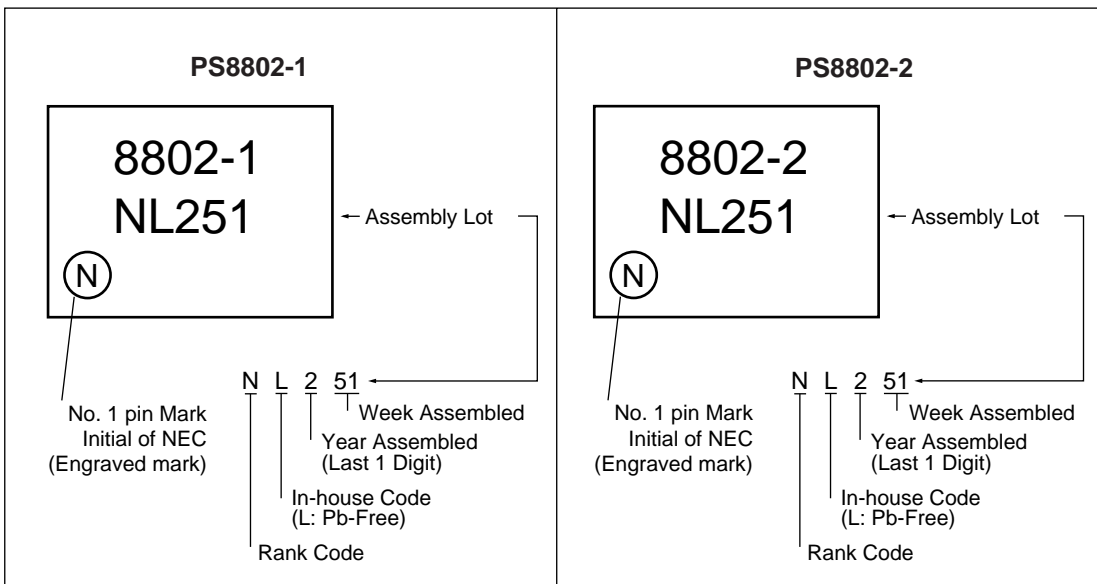 PS8802-1
8802-1
NL251
Assembly Lot
N
N L 2 51
No. 1 pin Mark
Initial of NEC
(Engraved mark)
Week Assembled
Year Assembled
(Last 1 Digit)
In-house Code
(L: Pb-Free)
Rank Code
PS8802-2
8802-2
NL251
Assembly Lot
N
N L 2 51
No. 1 pin Mark
Initial of NEC
(Engraved mark)
Week Assembled
Year Assembled
(Last 1 Digit)
In-house Code
(L: Pb-Free)
Rank Code